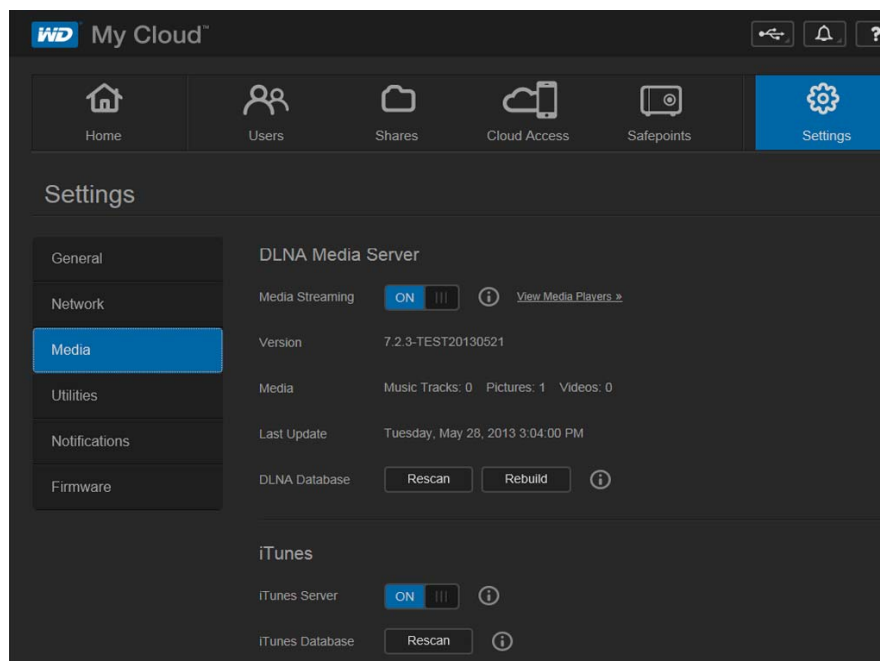 WD My Cloud™
?
Home Users Shares Cloud Access Safepoints Settings
Settings
General
Network
Media
Utilities
Notifications
Firmware
DLNA Media Server
Media Streaming ON View Media Players »
Version 7.2.3-TEST20130521
Media Music Tracks: 0 Pictures: 1 Videos: 0
Last Update Tuesday, May 28, 2013 3:04:00 PM
DLNA Database Rescan Rebuild
iTunes
iTunes Server ON
iTunes Database Rescan